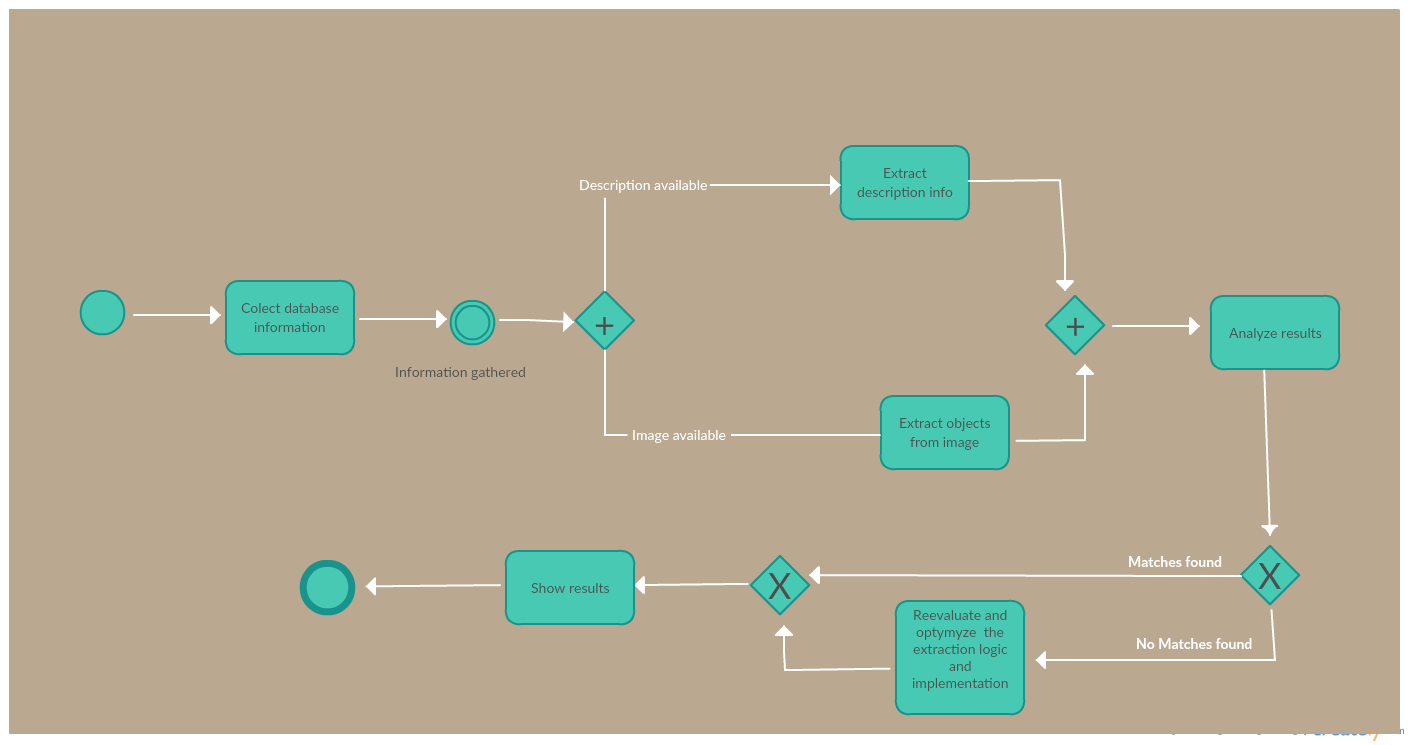 Extract
description info
Description available
Colect database
information
+
+
Analyze results
Information gathered
Extract objects
from image
Image available
Matches found
X
X
Show results
Reevaluate and
optymyze the
extraction logic
and
implementation
No Matches found